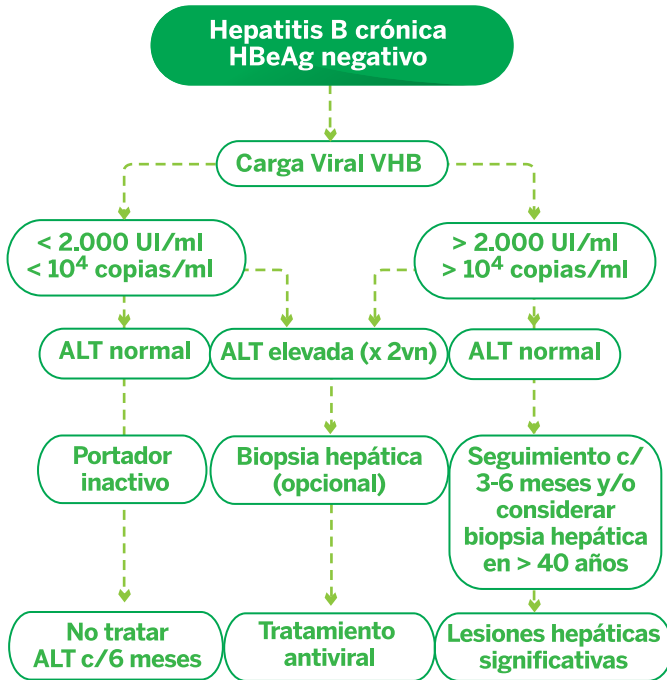 Hepatitis B crónica
HBeAg negativo
Carga Viral VHB
< 2.000 UI/ml
< 10⁴ copias/ml
> 2.000 UI/ml
> 10⁴ copias/ml
ALT normal
ALT elevada (x 2vn)
ALT normal
Portador
inactivo
Biopsia hepática
(opcional)
Seguimiento c/
3-6 meses y/o
considerar
biopsia hepática
en > 40 años
No tratar
ALT c/6 meses
Tratamiento
antiviral
Lesiones hepáticas
significativas